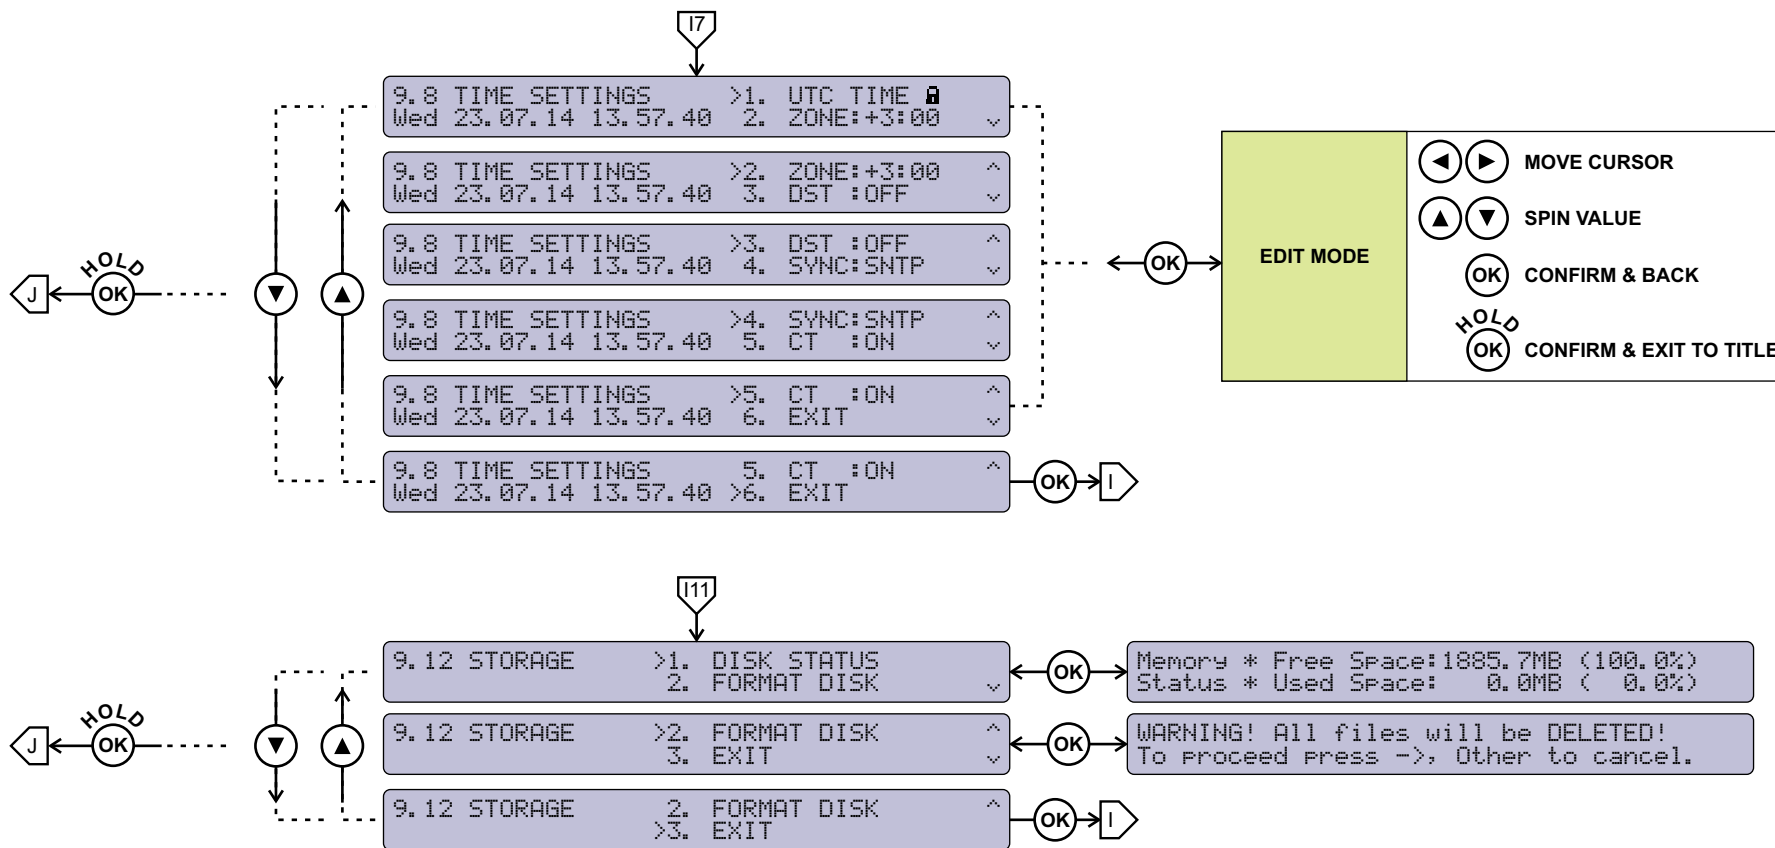 I7
9.8 TIME SETTINGS >1. UTC TIME
Wed 23.07.14 13.57.40 2. ZONE:+3:00
9.8 TIME SETTINGS >2. ZONE:+3:00
Wed 23.07.14 13.57.40 3. DST :OFF
9.8 TIME SETTINGS >3. DST :OFF
Wed 23.07.14 13.57.40 4. SYNC:SNTP
9.8 TIME SETTINGS >4. SYNC:SNTP
Wed 23.07.14 13.57.40 5. CT :ON
9.8 TIME SETTINGS >5. CT :ON
Wed 23.07.14 13.57.40 6. EXIT
9.8 TIME SETTINGS 5. CT :ON
Wed 23.07.14 13.57.40 >6. EXIT
J
HOLD
OK
OK
OK
I
EDIT MODE
MOVE CURSOR
SPIN VALUE
OK CONFIRM & BACK
HOLD
OK CONFIRM & EXIT TO TITLE
I11
9.12 STORAGE >1. DISK STATUS
2. FORMAT DISK
OK
Memory * Free Space:1885.7MB (100.0%)
Status * Used Space: 0.0MB ( 0.0%)
J
HOLD
OK
9.12 STORAGE >2. FORMAT DISK
3. EXIT
OK
WARNING! All files will be DELETED!
To proceed press ->, Other to cancel.
9.12 STORAGE 2. FORMAT DISK
>3. EXIT
OK
I